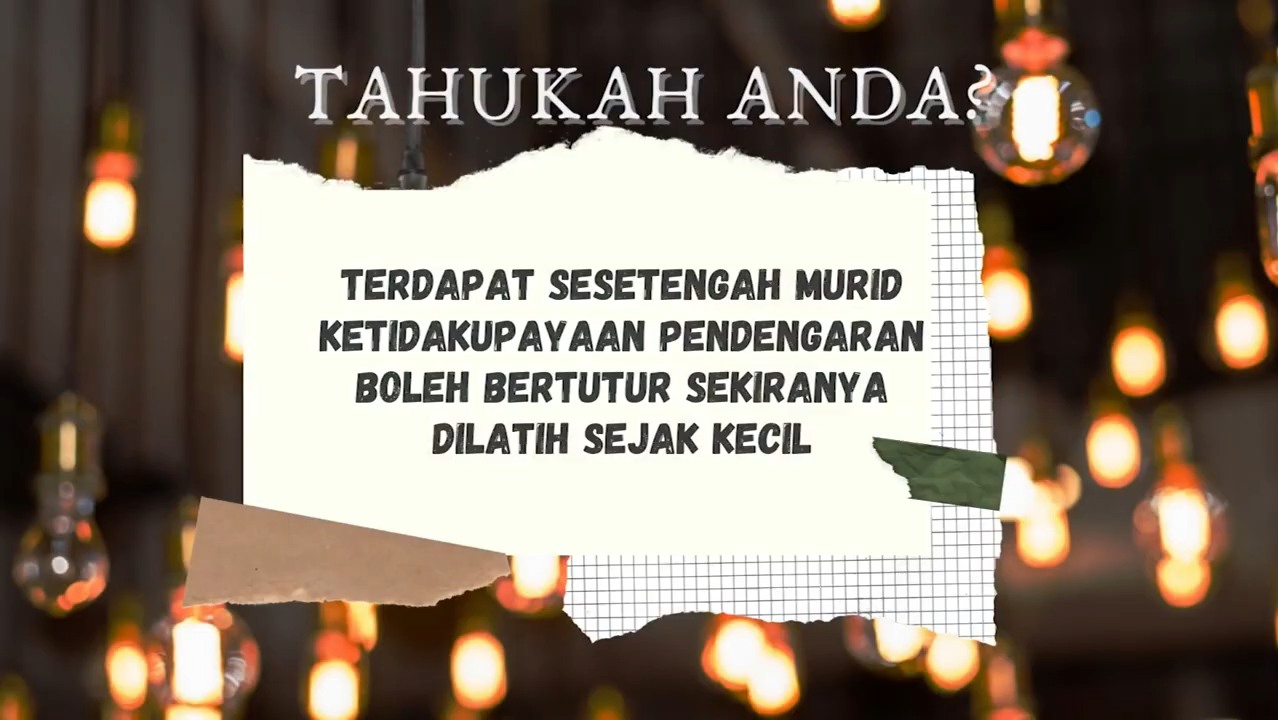 TAHUKAH ANDA?
TERDAPAT SESETENGAH MURID
KETIDAKUPAYAAN PENDENGARAN
BOLEH BERTUTUR SEKIRANYA
DILATIH SEJAK KECIL